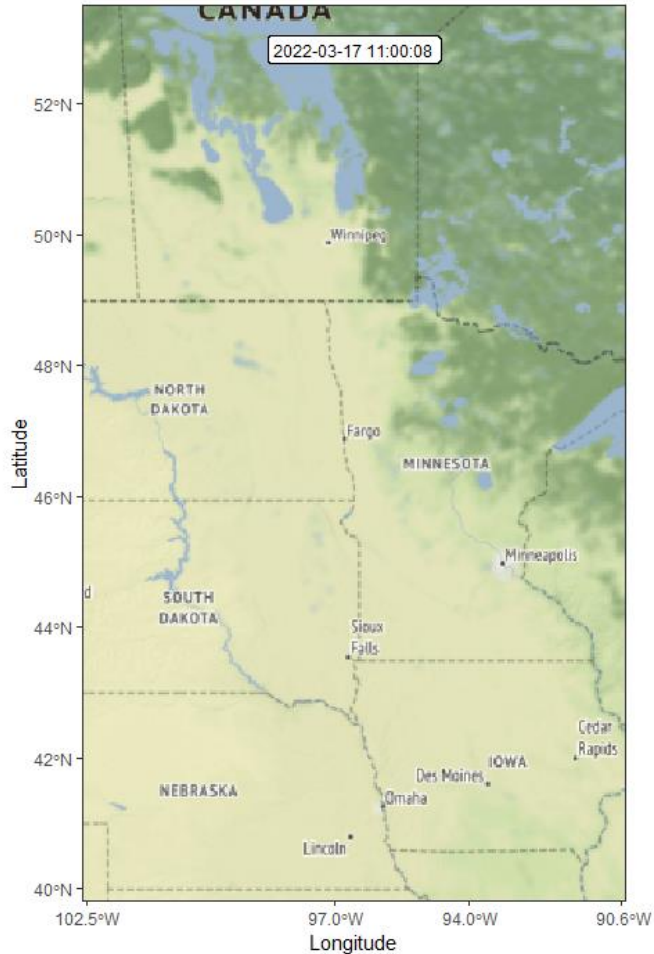 CANADA
2022-03-17 11:00:08
52°N
50°N
Winnipeg
48°N
NORTH
DAKOTA
Fargo
MINNESOTA
Latitude
46°N
Minneapolis
d
SOUTH
DAKOTA
44°N
Sioux
Falls
42°N
Cedar
Rapids
IOWA
Des Moines
NEBRASKA
Omaha
Lincoln
40°N
102.5°W
97.0°W
94.0°W
90.6°W
Longitude